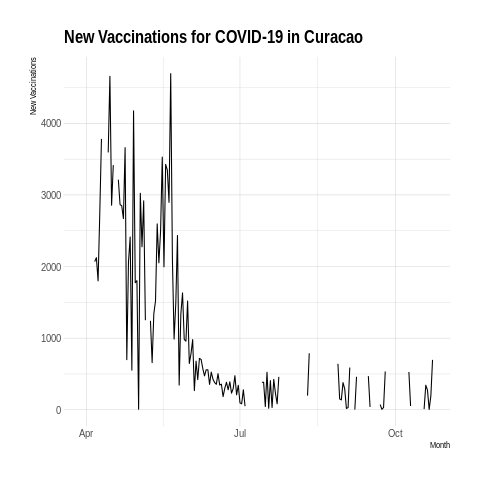 New Vaccinations for COVID-19 in Curacao
New Vaccinations
4000
3000
2000
1000
0
Apr
Jul
Oct
Month